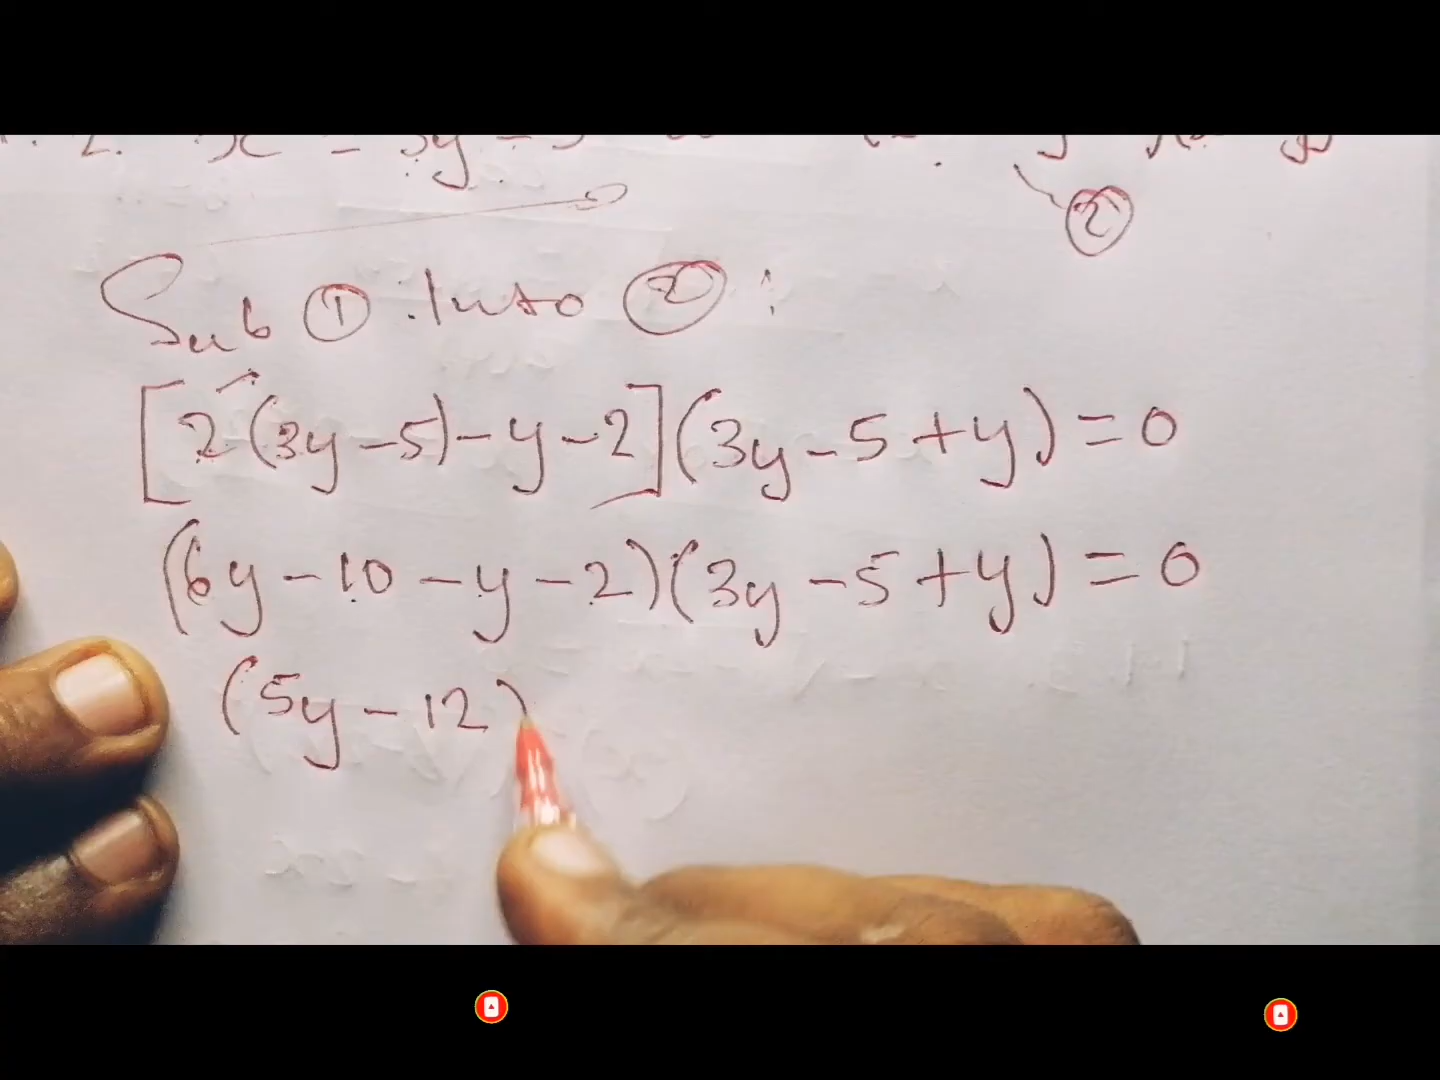 ②
Sub ① into ② :
[2(3y-5)-y-2](3y-5+y)=0
(6y-10-y-2)(3y-5+y)=0
(5y-12)